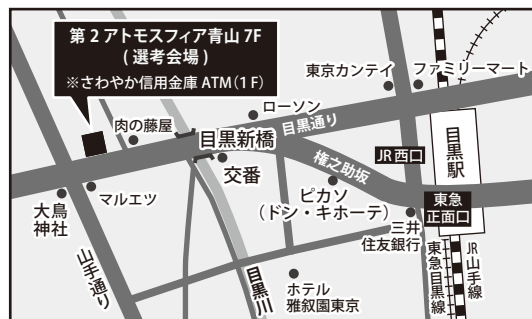 第2アトモスフィア青山 7F
(選考会場)
※さわやか信用金庫 ATM(1F)
東京カンテイ
ファミリーマート
ローソン
肉の藤屋
目黒新橋
目黒通り
交番
権之助坂
JR西口
目黒駅
大鳥
神社
マルエツ
ピカソ
(ドン・キホーテ)
東急
正面口
三井
住友銀行
山手通り
目黒川
ホテル
雅叙園東京
東急目黒線
JR山手線